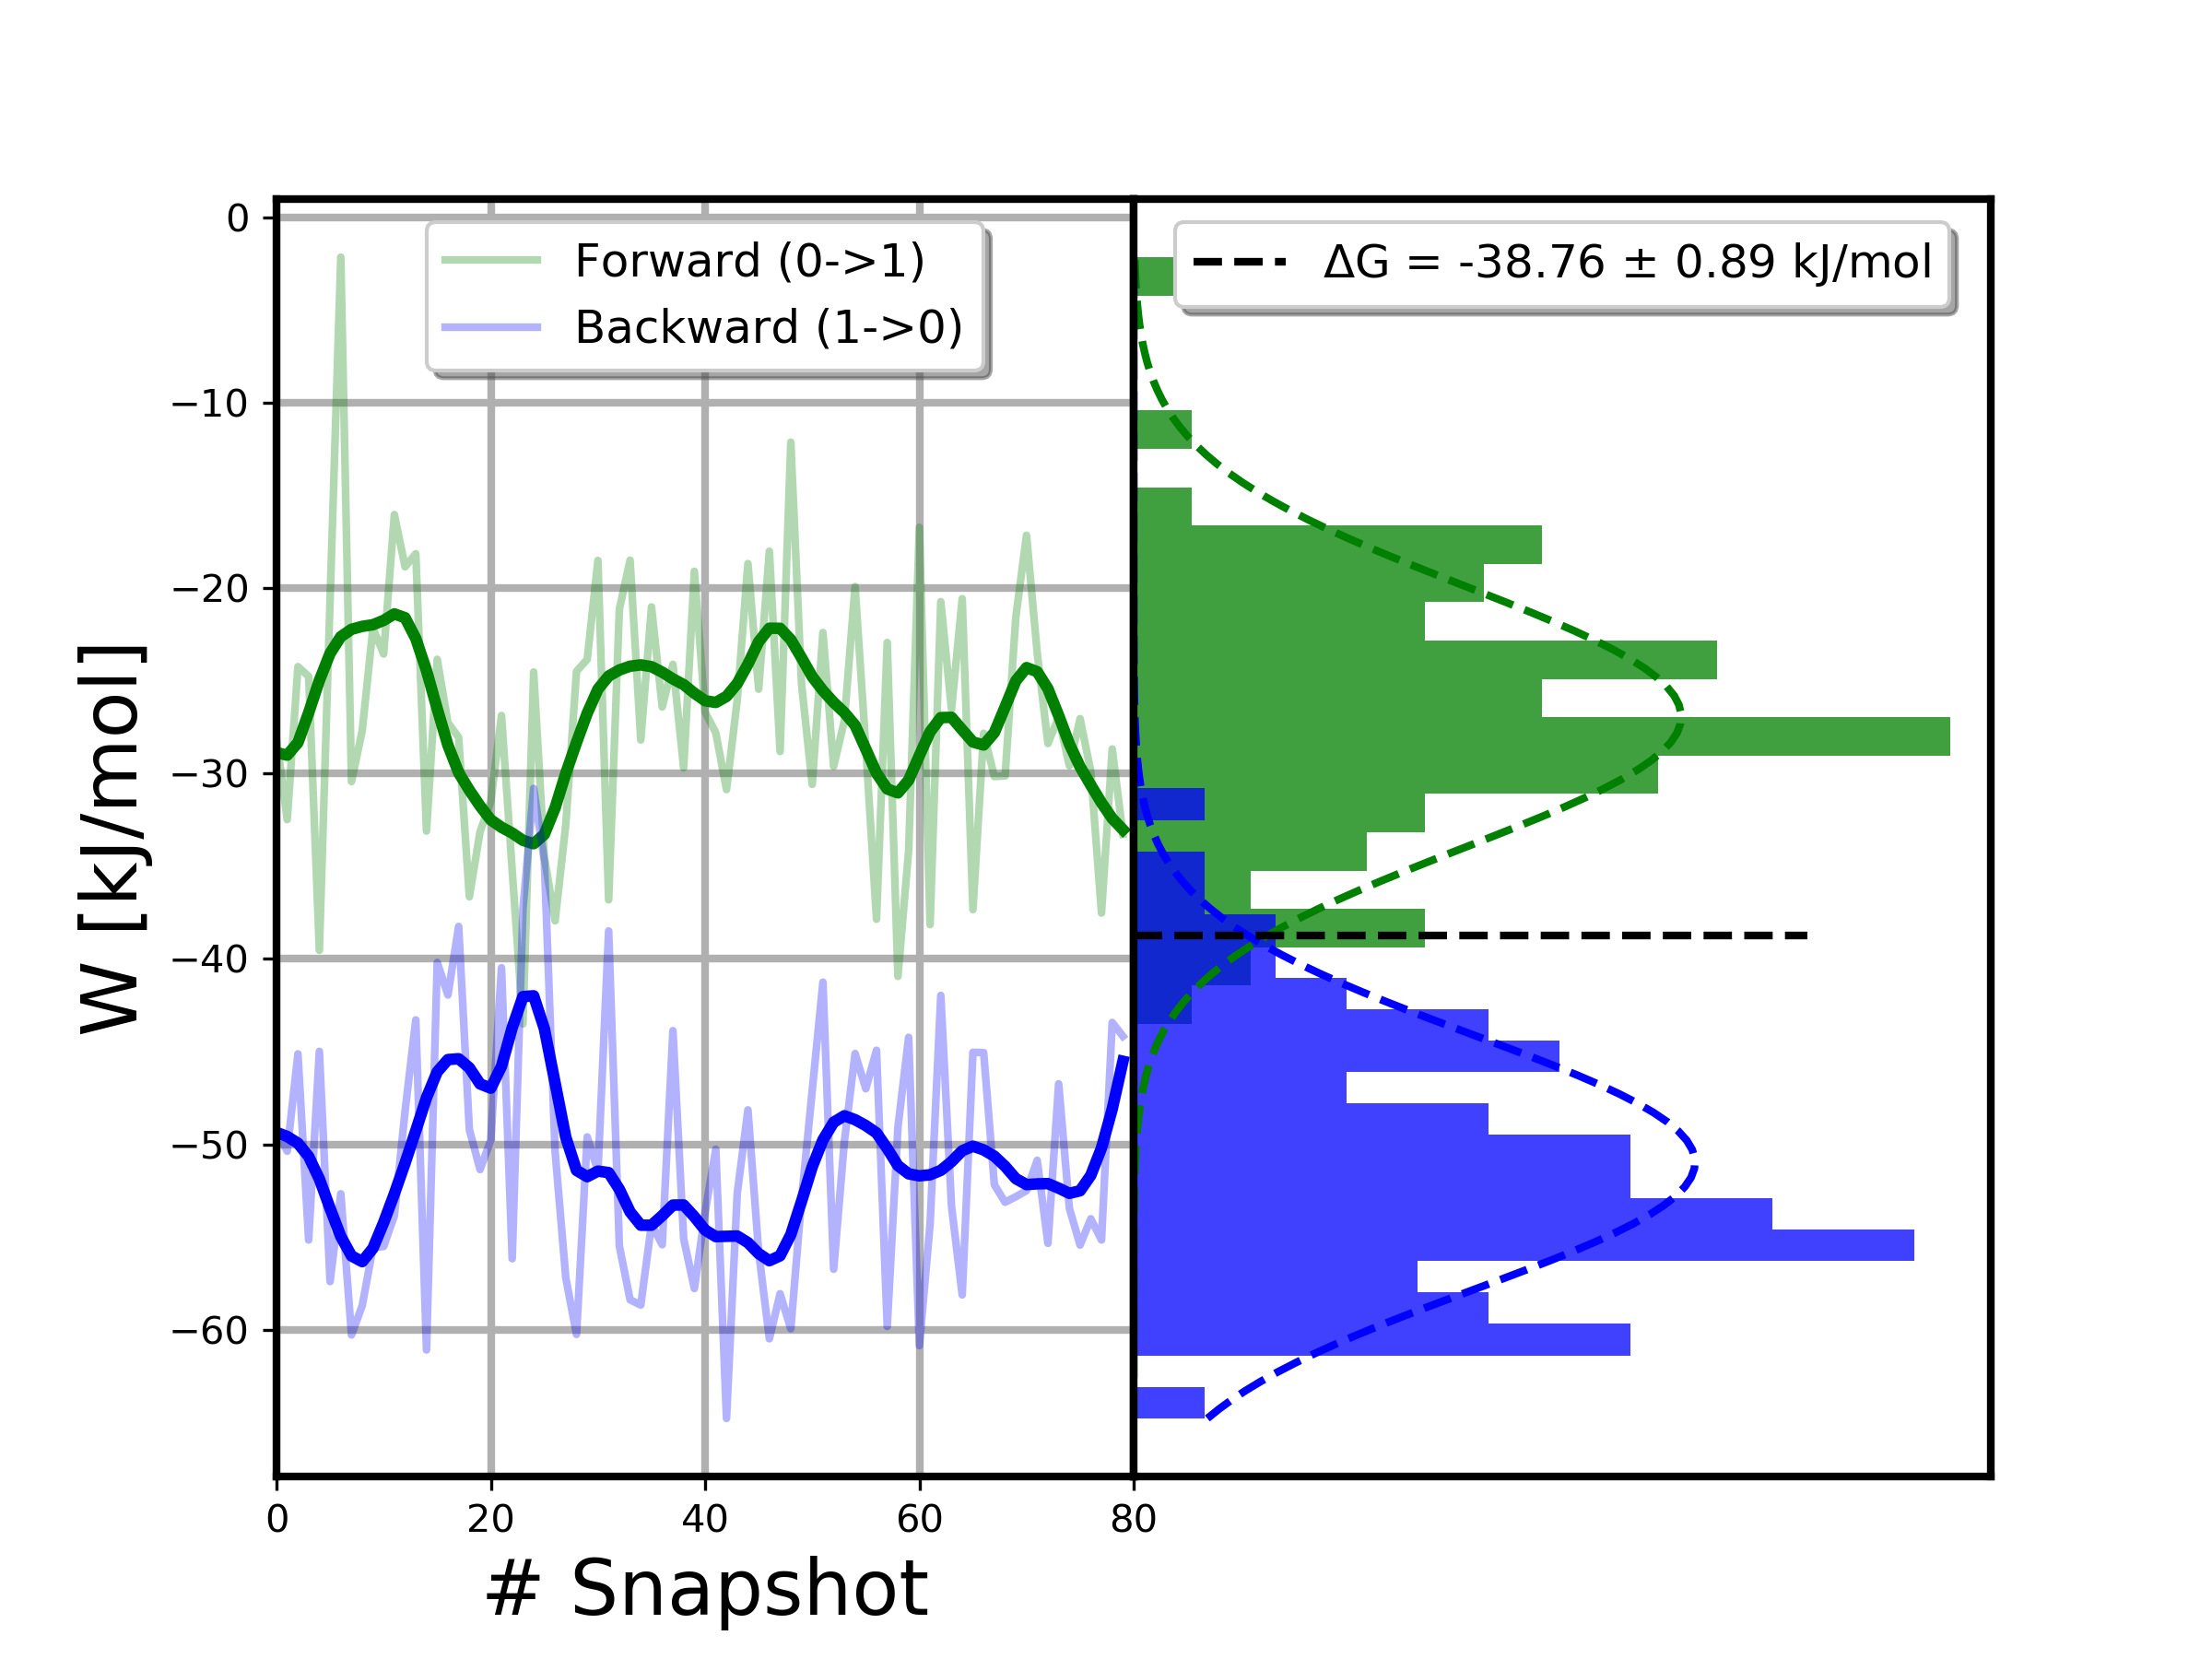 Forward (0->1)
Backward (1->0)
ΔG = -38.76 ± 0.89 kJ/mol
W [kJ/mol]
0
−10
−20
−30
−40
−50
−60
0 20 40 60 80
# Snapshot